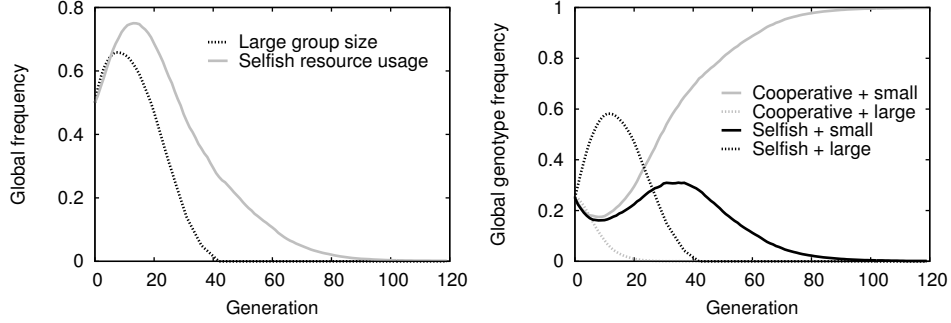 Global frequency
0.8
0.6
0.4
0.2
0
0 20 40 60 80 100 120
Generation
Large group size
Selfish resource usage
Global genotype frequency
1
0.8
0.6
0.4
0.2
0
0 20 40 60 80 100 120
Generation
Cooperative + small
Cooperative + large
Selfish + small
Selfish + large